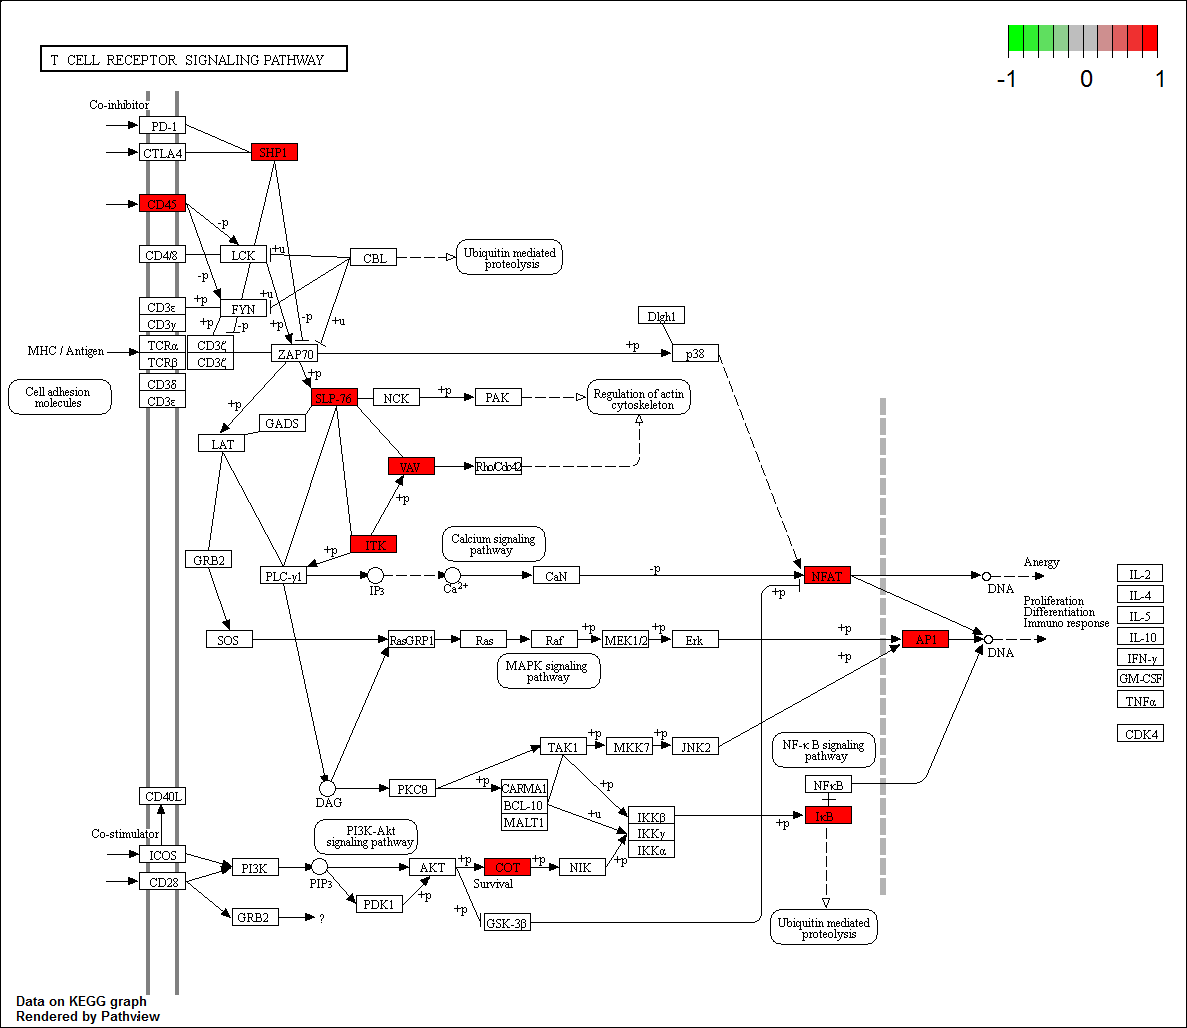 T CELL RECEPTOR SIGNALING PATHWAY
-1 0 1
Co-inhibitor
PD-1
CTLA4
SHP1
CD45
-p
CD4/8
LCK
+u
CBL
Ubiquitin mediated
proteolysis
-p
CD3ε
+p
FYN
+u
CD3γ
+p
-p
+p
-p
+u
Dlgh1
MHC / Antigen
TCRα
CD3ζ
TCRβ
CD3ζ
ZAP70
+p
p38
+p
Cell adhesion
molecules
CD3δ
CD3ε
SLP-76
NCK
+p
PAK
Regulation of actin
cytoskeleton
+p
GADS
LAT
VAV
Rho/Cdc42
+p
Calcium signaling
pathway
ITK
+p
GRB2
PLC-γ1
IP3
Ca2+
CaN
-p
NFAT
+p
DNA
Anergy
Proliferation
Differentiation
Immuno response
IL-2
IL-4
IL-5
IL-10
IFN-γ
GM-CSF
TNFα
CDK4
SOS
RasGRP1
Ras
Raf
+p
MEK1/2
+p
Erk
+p
AP1
DNA
+p
MAPK signaling
pathway
TAK1
+p
MKK7
+p
JNK2
NF-κ B signaling
pathway
DAG
PKCθ
+p
CARMA1
BCL-10
MALT1
+p
+u
NFκB
IκB
IKKβ
IKKγ
IKKα
+p
CD40L
Co-stimulator
ICOS
CD28
PI3K-Akt
signaling pathway
PI3K
PIP3
AKT
+p
COT
+p
NIK
+p
Survival
PDK1
+p
+p
GSK-3β
GRB2
?
Ubiquitin mediated
proteolysis
Data on KEGG graph
Rendered by Pathview